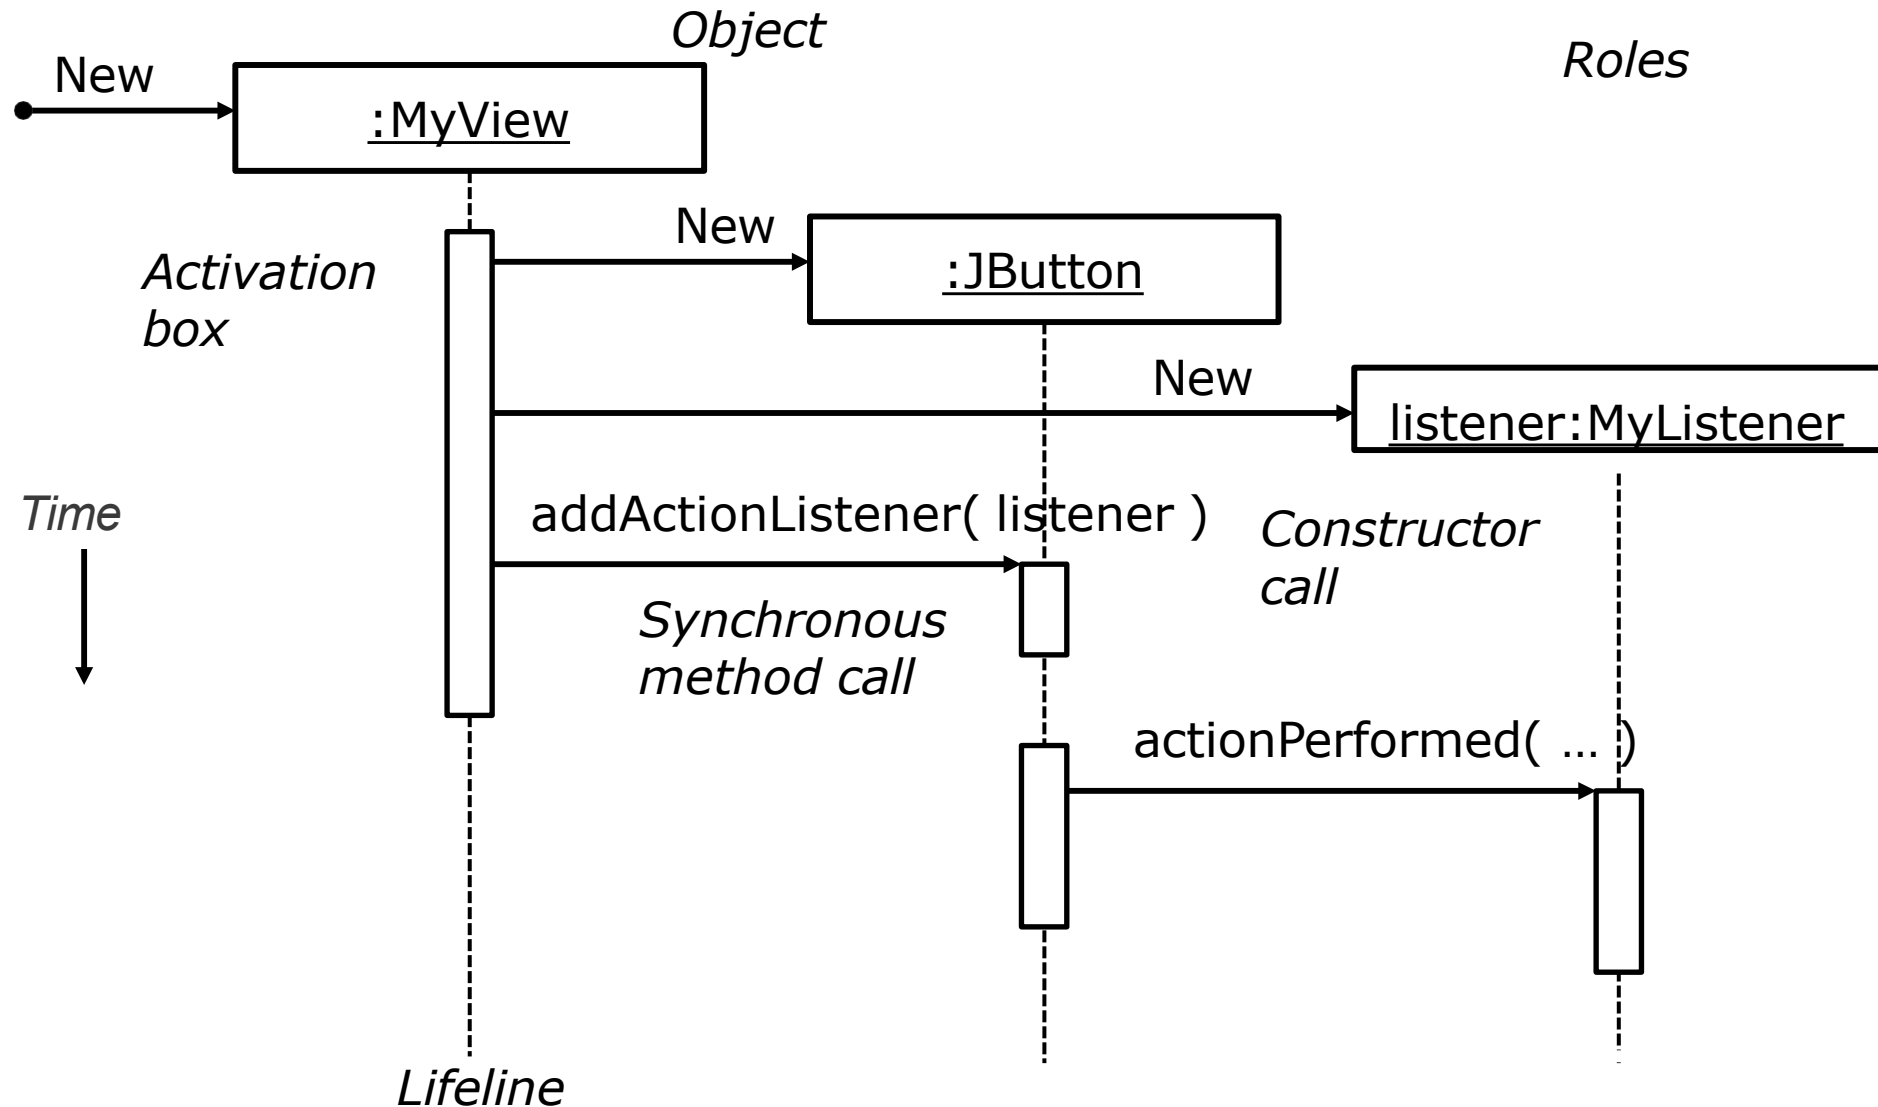 Object
Roles
New
:MyView
New
:JButton
Activation
box
New
listener:MyListener
Time
addActionListener( listener )
Constructor
call
Synchronous
method call
actionPerformed( ... )
Lifeline